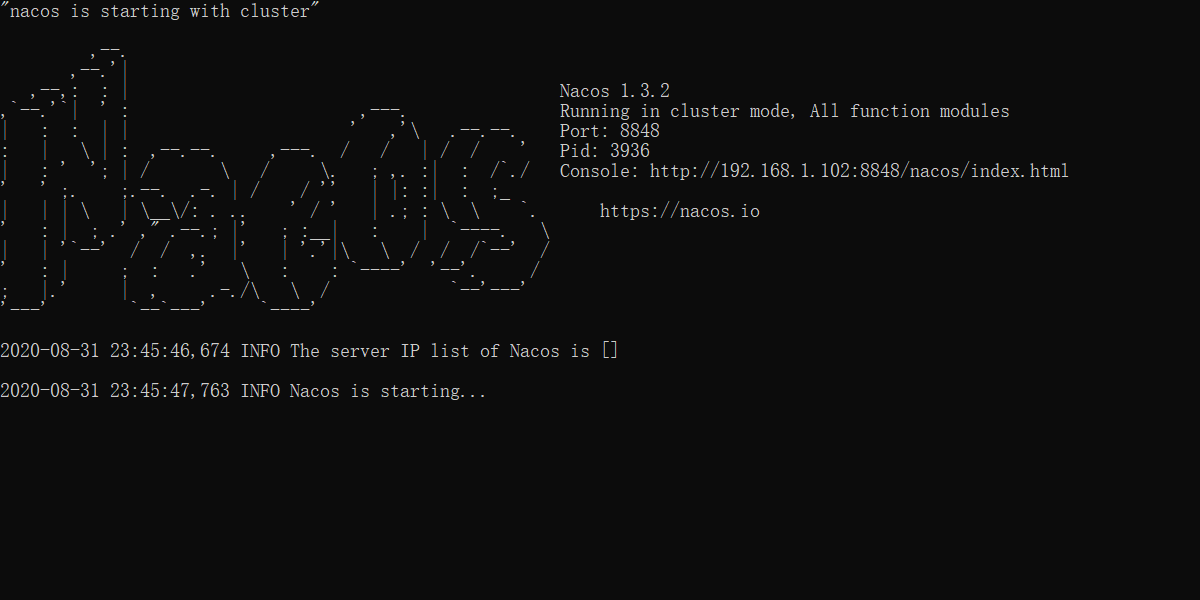 "nacos is starting with cluster"
Nacos 1.3.2
Running in cluster mode, All function modules
Port: 8848
Pid: 3936
Console: http://192.168.1.102:8848/nacos/index.html
https://nacos.io
2020-08-31 23:45:46,674 INFO The server IP list of Nacos is []
2020-08-31 23:45:47,763 INFO Nacos is starting...